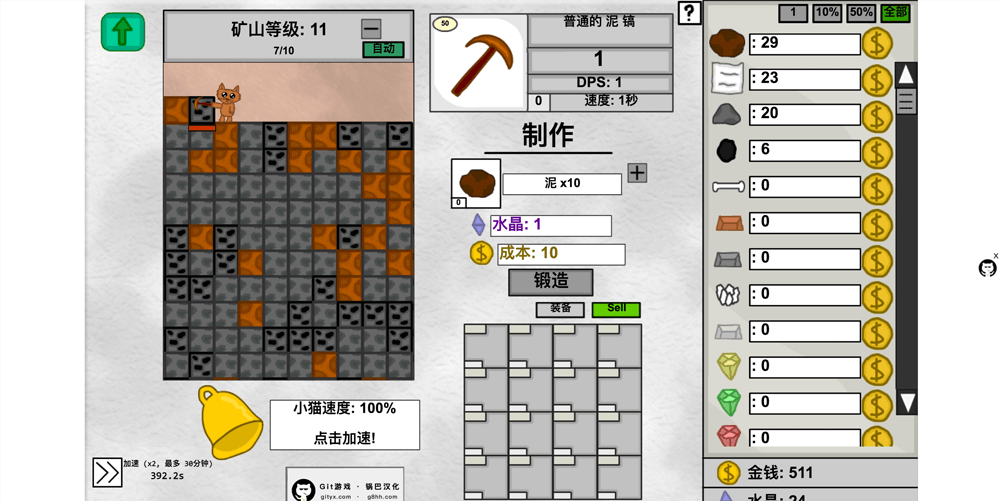 矿山等级: 11
7/10
自动
50
普通的 泥 镐
1
DPS: 1
0
速度: 1秒
?
制作
0
泥 x10
水晶: 1
成本: 10
锻造
装备
Sell
小猫速度: 100%
点击加速!
加速 (x2, 最多 30分钟)
392.2s
Git游戏 · 锅巴汉化
gityx.com · g8hh.com
1
10%
50%
全部
: 29
: 23
: 20
: 6
: 0
: 0
: 0
: 0
: 0
: 0
: 0
: 0
金钱: 511
水晶: 24
x